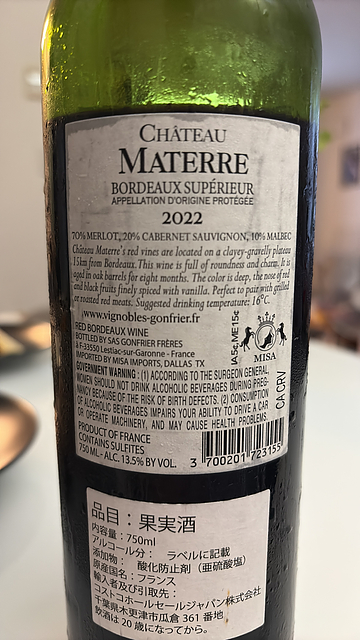 CHÂTEAU
MATERRE
BORDEAUX SUPÉRIEUR
APPELLATION D'ORIGINE PROTÉGÉE
2022
70% MERLOT, 20% CABERNET SAUVIGNON, 10% MALBEC
Château Materre's red vines are located on a clayey-gravelly plateau
15km from Bordeaux. This wine is full of roundness and charm. It is
aged in oak barrels for eight months. The color is deep, the nose of red
and black fruits finely spiced with vanilla. Perfect to pair with grilled
or roasted red meats. Suggested drinking temperature: 16°C.
www.vignobles-gonfrier.fr
RED BORDEAUX WINE
BOTTLED BY SAS GONFRIER FRÈRES
à F-33550 Lestiac-sur-Garonne - France
IMPORTED BY MISA IMPORTS, DALLAS TX
GOVERNMENT WARNING: (1) ACCORDING TO THE SURGEON GENERAL,
WOMEN SHOULD NOT DRINK ALCOHOLIC BEVERAGES DURING PREG-
NANCY BECAUSE OF THE RISK OF BIRTH DEFECTS. (2) CONSUMPTION
OF ALCOHOLIC BEVERAGES IMPAIRS YOUR ABILITY TO DRIVE A CAR
OR OPERATE MACHINERY, AND MAY CAUSE HEALTH PROBLEMS.
PRODUCT OF FRANCE
CONTAINS SULFITES
750 ML - ALC. 13.5% BY VOL.
IA 5c, ME 15c
MISA
CA CRV
3 700201 723155
品目：果実酒
内容量：750ml
アルコール分： ラベルに記載
添加物： 酸化防止剤（亜硫酸塩）
原産国名：フランス
輸入者及び引取先：
コストコホールセールジャパン株式会社
千葉県木更津市瓜倉 361 番地
飲酒は 20 歳になってから。